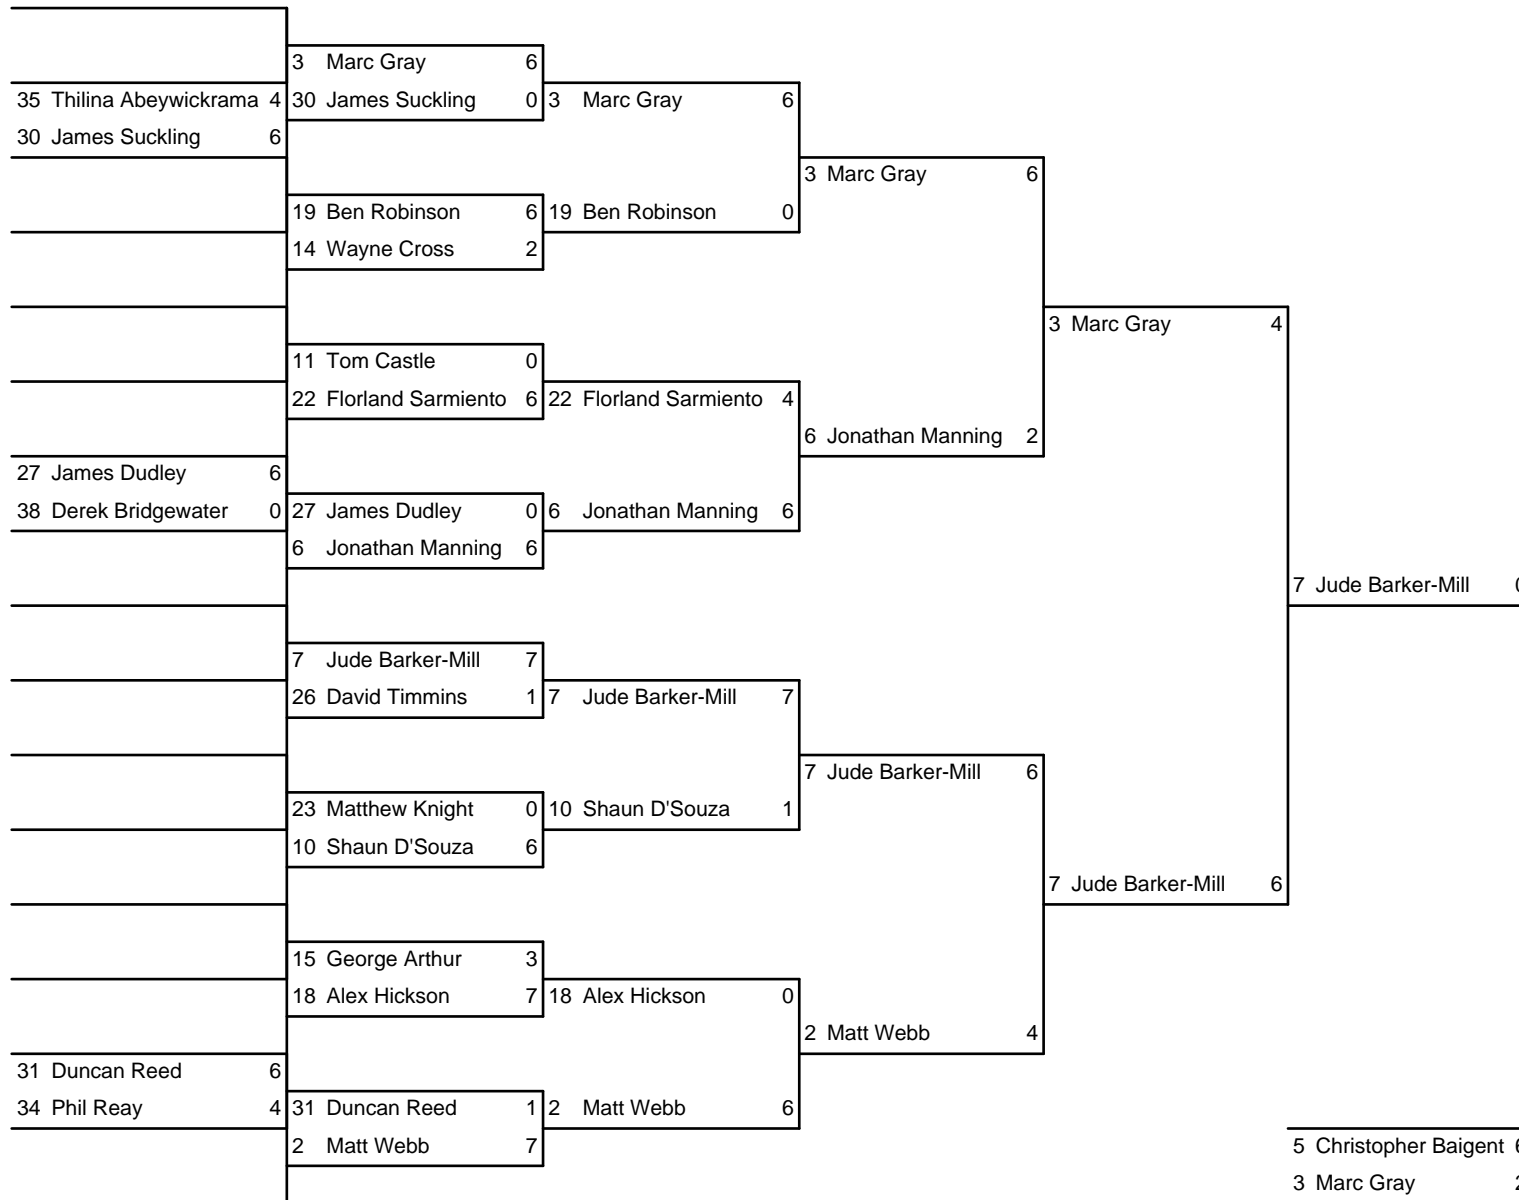 3 Marc Gray 6
35 Thilina Abeywickrama 4
30 James Suckling 0
3 Marc Gray 6
30 James Suckling 6
3 Marc Gray 6
19 Ben Robinson 6
19 Ben Robinson 0
14 Wayne Cross 2
3 Marc Gray 4
11 Tom Castle 0
22 Florland Sarmiento 6
22 Florland Sarmiento 4
6 Jonathan Manning 2
27 James Dudley 6
38 Derek Bridgewater 0
27 James Dudley 0
6 Jonathan Manning 6
6 Jonathan Manning 6
7 Jude Barker-Mill 0
7 Jude Barker-Mill 7
26 David Timmins 1
7 Jude Barker-Mill 7
7 Jude Barker-Mill 6
23 Matthew Knight 0
10 Shaun D'Souza 1
10 Shaun D'Souza 6
7 Jude Barker-Mill 6
15 George Arthur 3
18 Alex Hickson 7
18 Alex Hickson 0
2 Matt Webb 4
31 Duncan Reed 6
34 Phil Reay 4
31 Duncan Reed 1
2 Matt Webb 6
2 Matt Webb 7
5 Christopher Baigent 6
3 Marc Gray 2